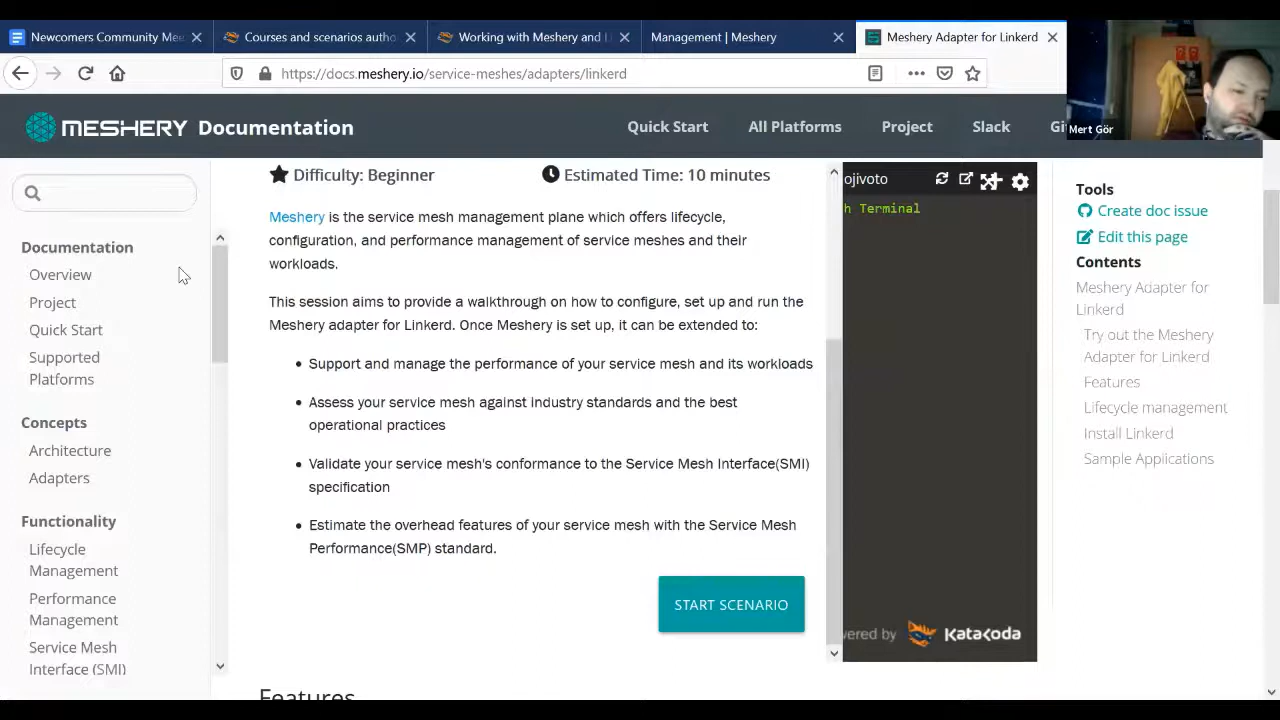 Newcomers Community Me
Courses and scenarios autho
Working with Meshery and L
Management | Meshery
Meshery Adapter for Linkerd
https://docs.meshery.io/service-meshes/adapters/linkerd
Mert Gör
MESHERY Documentation
Quick Start
All Platforms
Project
Slack
Documentation
Overview
Project
Quick Start
Supported
Platforms
Concepts
Architecture
Adapters
Functionality
Lifecycle
Management
Performance
Management
Service Mesh
Interface (SMI)
Difficulty: Beginner
Estimated Time: 10 minutes
Meshery is the service mesh management plane which offers lifecycle,
configuration, and performance management of service meshes and their
workloads.
This session aims to provide a walkthrough on how to configure, set up and run the
Meshery adapter for Linkerd. Once Meshery is set up, it can be extended to:
• Support and manage the performance of your service mesh and its workloads
• Assess your service mesh against industry standards and the best
operational practices
• Validate your service mesh's conformance to the Service Mesh Interface(SMI)
specification
• Estimate the overhead features of your service mesh with the Service Mesh
Performance(SMP) standard.
START SCENARIO
Features
ojivoto
h Terminal
wered by Katacoda
Tools
Create doc issue
Edit this page
Contents
Meshery Adapter for
Linkerd
Try out the Meshery
Adapter for Linkerd
Features
Lifecycle management
Install Linkerd
Sample Applications